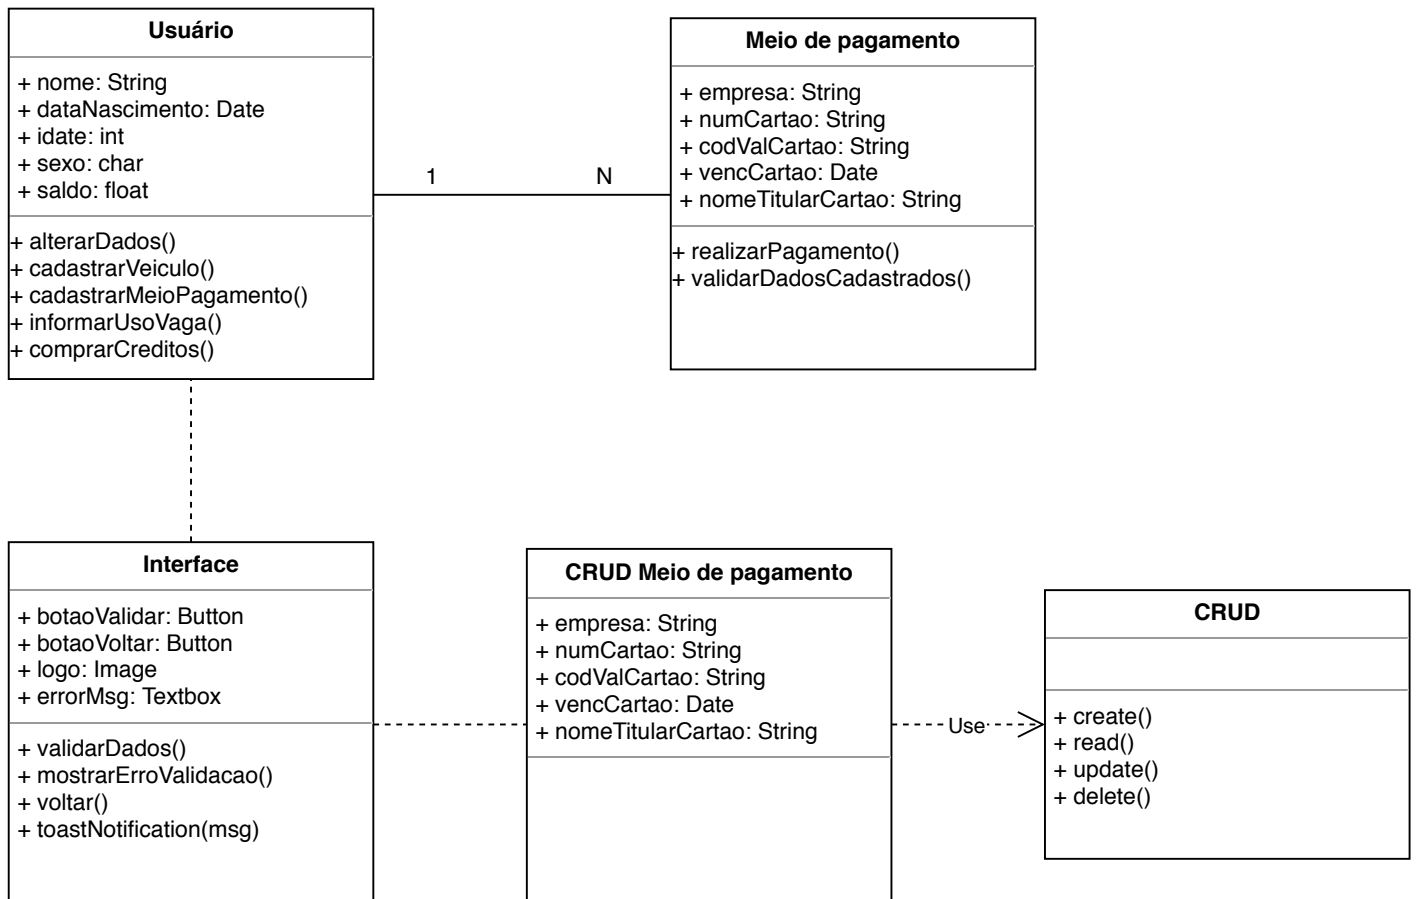 Usuário
+ nome: String
+ dataNascimento: Date
+ idate: int
+ sexo: char
+ saldo: float
+ alterarDados()
+ cadastrarVeiculo()
+ cadastrarMeioPagamento()
+ informarUsoVaga()
+ comprarCreditos()
1
N
Meio de pagamento
+ empresa: String
+ numCartao: String
+ codValCartao: String
+ vencCartao: Date
+ nomeTitularCartao: String
+ realizarPagamento()
+ validarDadosCadastrados()
Interface
+ botaoValidar: Button
+ botaoVoltar: Button
+ logo: Image
+ errorMsg: Textbox
+ validarDados()
+ mostrarErroValidacao()
+ voltar()
+ toastNotification(msg)
CRUD Meio de pagamento
+ empresa: String
+ numCartao: String
+ codValCartao: String
+ vencCartao: Date
+ nomeTitularCartao: String
Use
CRUD
+ create()
+ read()
+ update()
+ delete()